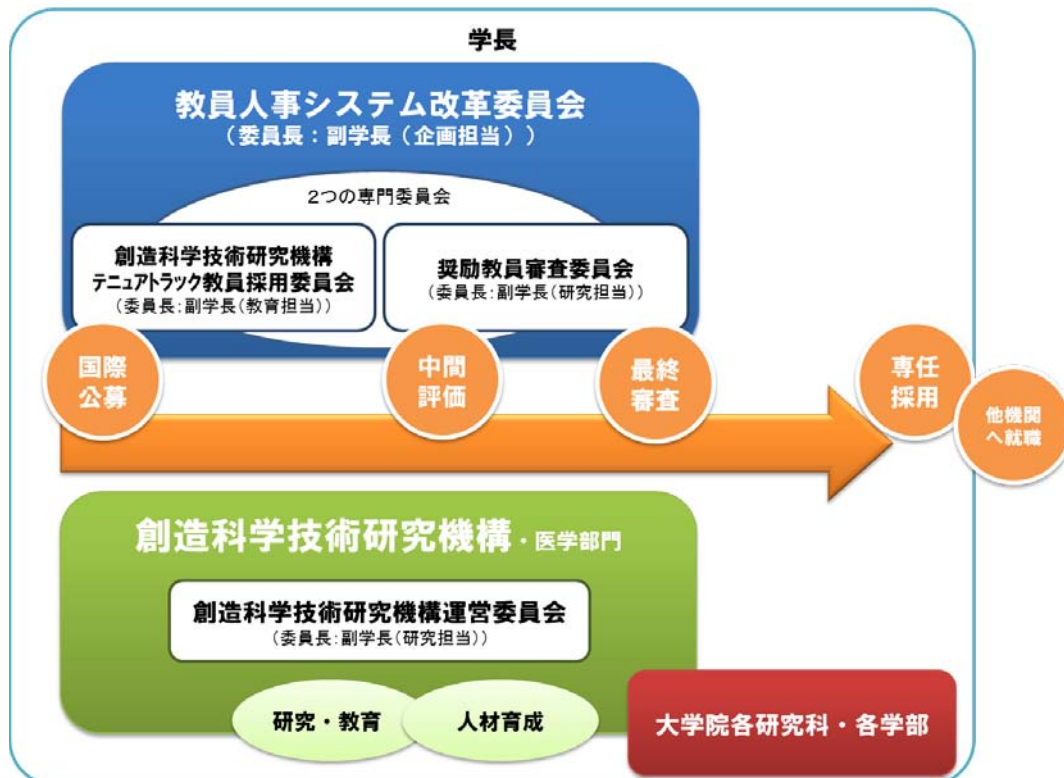 学長
教員人事システム改革委員会
(委員長:副学長(企画担当))
2つの専門委員会
創造科学技術研究機構
テニュアトラック教員採用委員会
(委員長:副学長(教育担当))
奨励教員審査委員会
(委員長:副学長(研究担当))
国際
公募
中間
評価
最終
審査
専任
採用
他機関
へ就職
創造科学技術研究機構・医学部門
創造科学技術研究機構運営委員会
(委員長:副学長(研究担当))
研究・教育
人材育成
大学院各研究科・各学部